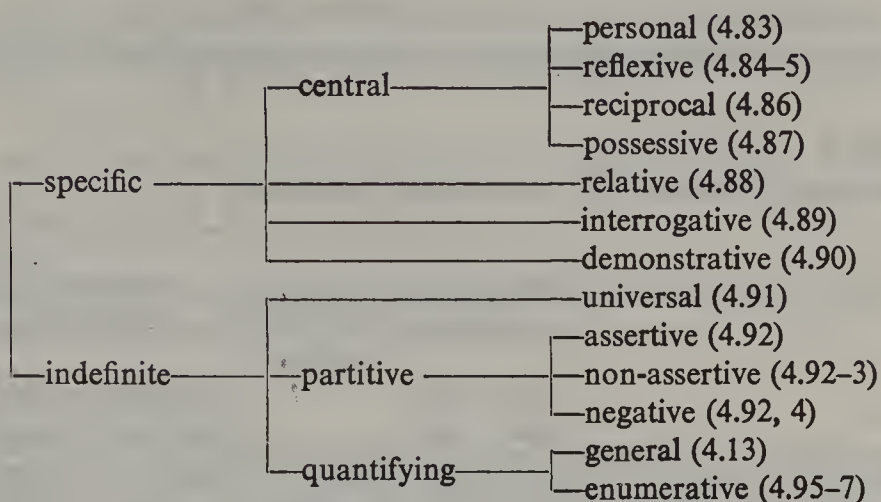 personal (4.83)
reflexive (4.84–5)
central
reciprocal (4.86)
possessive (4.87)
specific
relative (4.88)
interrogative (4.89)
demonstrative (4.90)
universal (4.91)
assertive (4.92)
indefinite
partitive
non-assertive (4.92–3)
negative (4.92, 4)
general (4.13)
quantifying
enumerative (4.95–7)